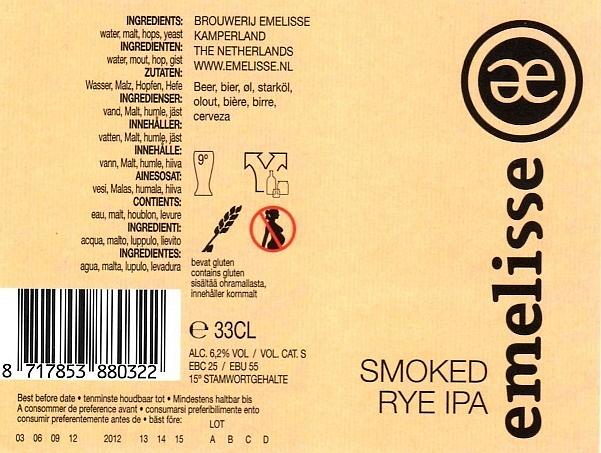 INGREDIENTS:
water, malt, hops, yeast
INGREDIENTEN:
water, mout, hop, gist
ZUTATEN:
Wasser, Malz, Hopfen, Hefe
INGREDIENSER:
vand, Malt, humle, jäst
INNEHÅLLER:
vatten, Malt, humle, jäst
INNEHÅLLE:
vann, Malt, humle, hiiva
AINESOSAT:
vesi, Malas, humala, hiiva
CONTIENTS:
eau, malt, houblon, levure
INGREDIENTI:
acqua, malto, luppulo, lievito
INGREDIENTES:
agua, malta, lupulo, levadura
BROUWERIJ EMELISSE
KAMPERLAND
THE NETHERLANDS
WWW.EMELISSE.NL
Beer, bier, øl, starköl,
olout, bière, birre,
cerveza
9°
bevat gluten
contains gluten
sisältää ohramallasta,
innehåller kornmalt
e 33CL
ALC. 6,2% VOL / VOL. CAT. S
EBC 25 / EBU 55
15° STAMWORTGEHALTE
8 717853 880322
Best before date • tenminste houdbaar tot • Mindestens haltbar bis
A consommer de preference avant • consumarsi preferibilimente ento
consumir preferentemente antes de • bäst före:
LOT
03 06 09 12 2012 13 14 15 A B C D
æ
emelisse
SMOKED
RYE IPA